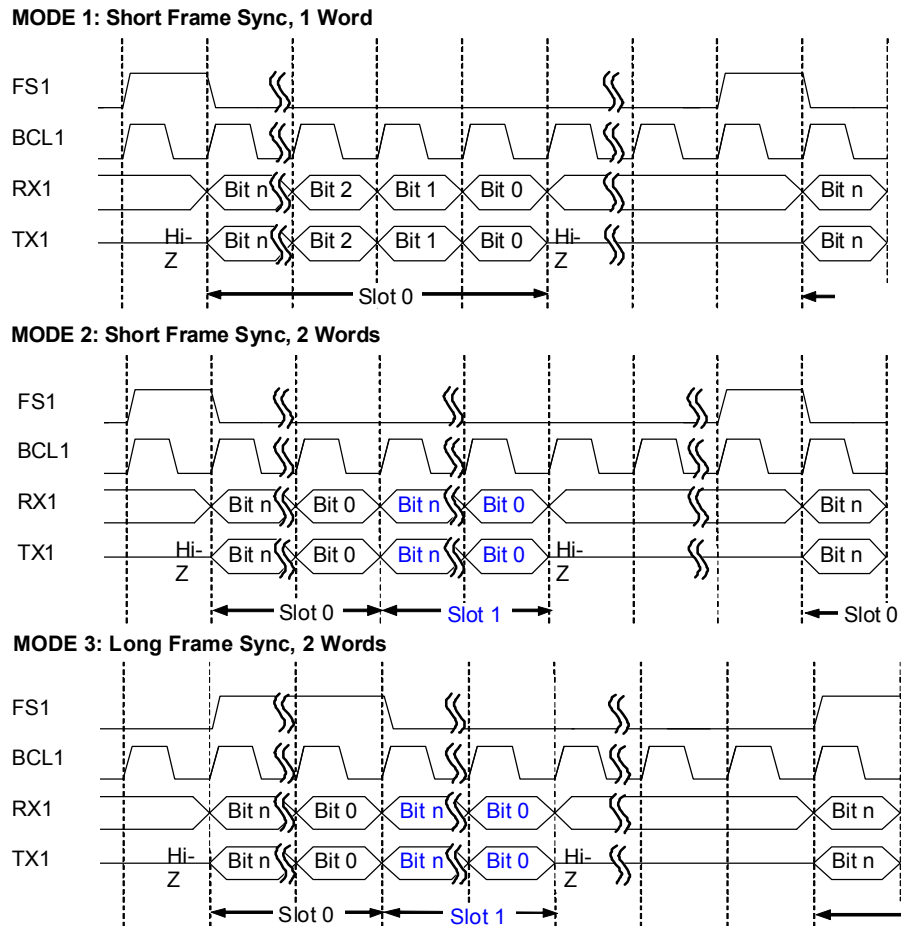 MODE 1: Short Frame Sync, 1 Word
FS1
BCL1
RX1 Bit n Bit 2 Bit 1 Bit 0 Bit n
TX1 Hi-Z Bit n Bit 2 Bit 1 Bit 0 Hi-Z Bit n
Slot 0
MODE 2: Short Frame Sync, 2 Words
FS1
BCL1
RX1 Bit n Bit 0 Bit n Bit 0 Bit n
TX1 Hi-Z Bit n Bit 0 Bit n Bit 0 Hi-Z Bit n
Slot 0 Slot 1 Slot 0
MODE 3: Long Frame Sync, 2 Words
FS1
BCL1
RX1 Bit n Bit 0 Bit n Bit 0 Bit n
TX1 Hi-Z Bit n Bit 0 Bit n Bit 0 Hi-Z Bit n
Slot 0 Slot 1